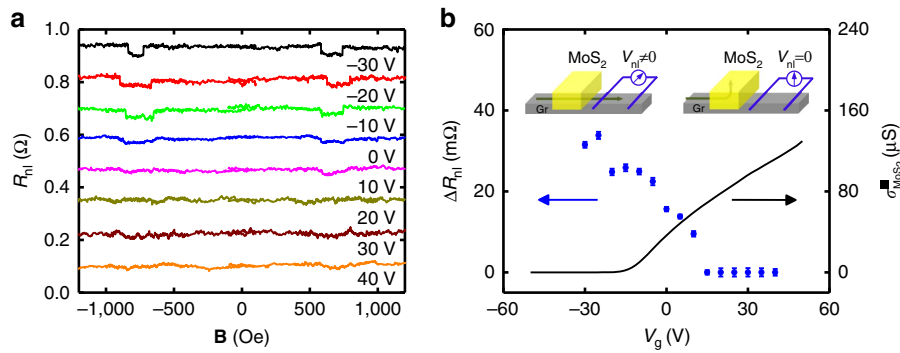 a
1.0
0.8
0.6
0.4
0.2
0.0
R_nl (Ω)
−30 V
−20 V
−10 V
0 V
10 V
20 V
30 V
40 V
−1,000 −500 0 500 1,000
B (Oe)
b
60
40
20
0
ΔR_nl (mΩ)
MoS₂ V_nl≠0
Gr
MoS₂ V_nl=0
Gr
240
160
80
0
σ_MoS₂ (μS)
−60 −30 0 30 60
V_g (V)